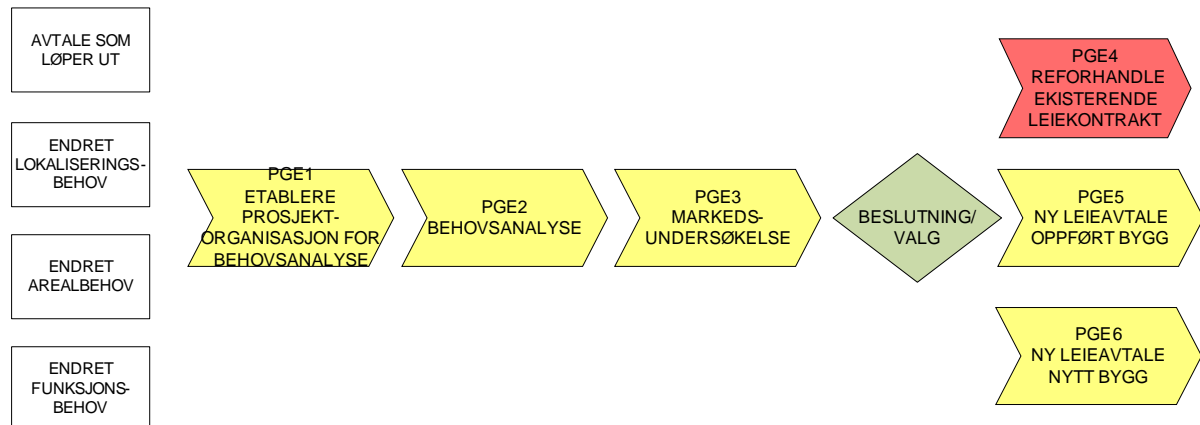 AVTALE SOM
LØPER UT
ENDRET
LOKALISERINGS-
BEHOV
ENDRET
AREALBEHOV
ENDRET
FUNKSJONS-
BEHOV
PGE1
ETABLERE
PROSJEKT-
ORGANISASJON FOR
BEHOVSANALYSE
PGE2
BEHOVSANALYSE
PGE3
MARKEDS-
UNDERSØKELSE
BESLUTNING/
VALG
PGE4
REFORHANDLE
EKISTERENDE
LEIEKONTRAKT
PGE5
NY LEIEAVTALE
OPPFØRT BYGG
PGE6
NY LEIEAVTALE
NYTT BYGG